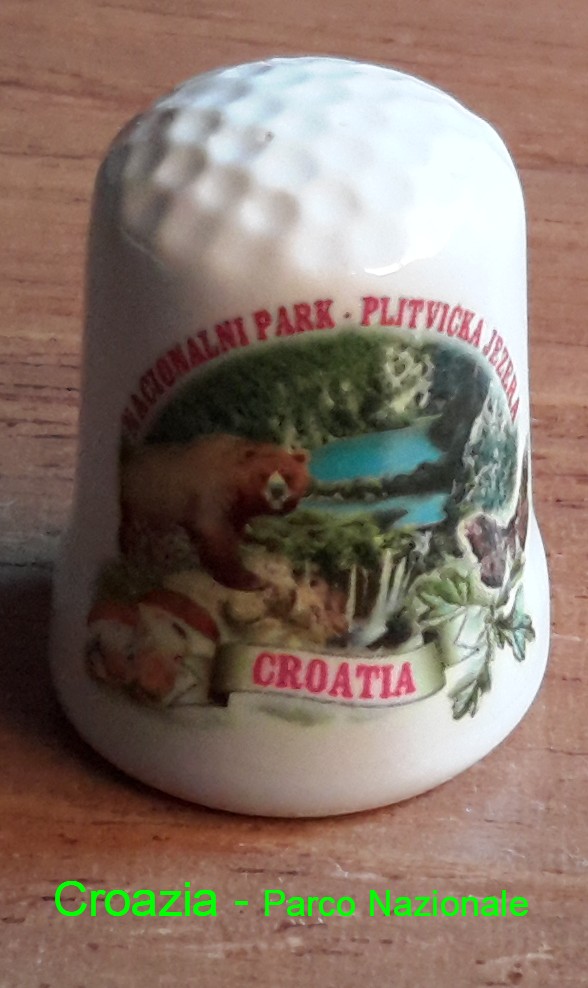 NACIONALNI PARK · PLITVIČKA JEZERA
CROATIA
Croazia - Parco Nazionale